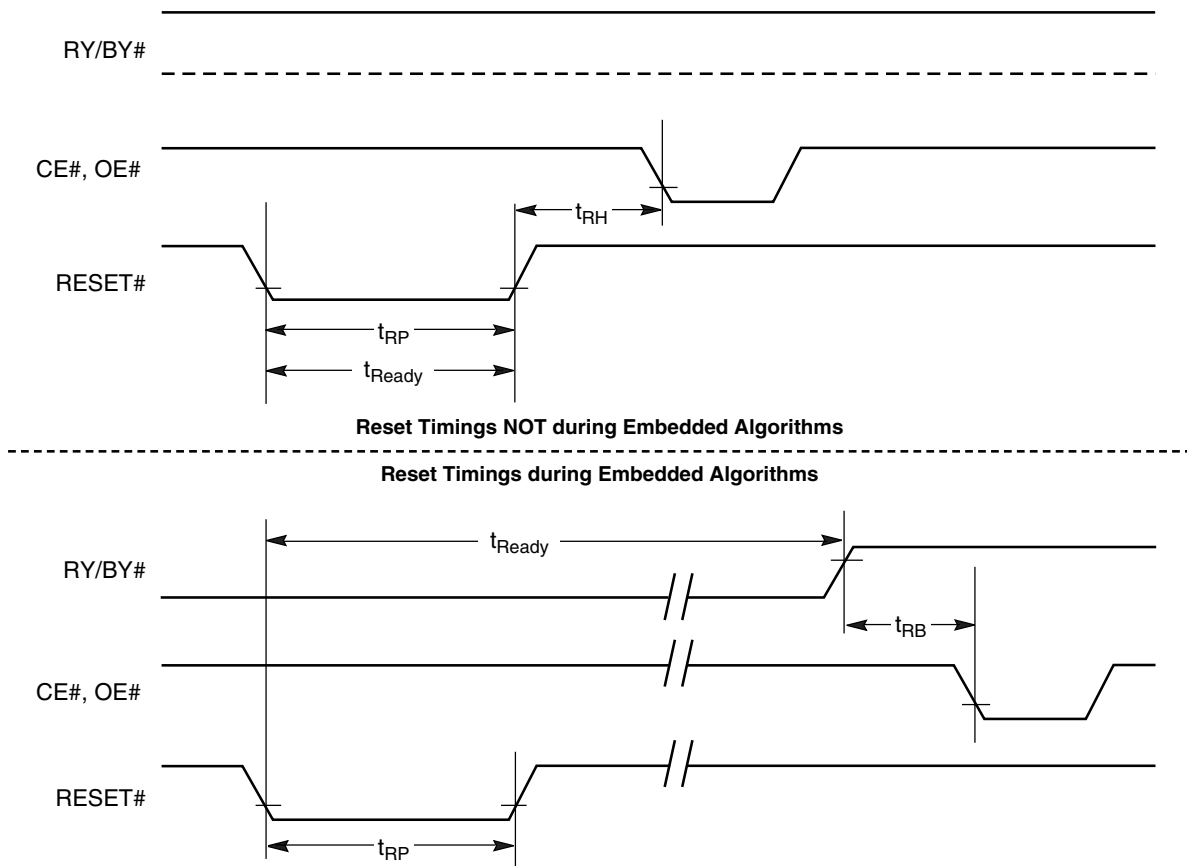 RY/BY#
CE#, OE#
tRH
RESET#
tRP
tReady
Reset Timings NOT during Embedded Algorithms
Reset Timings during Embedded Algorithms
tReady
RY/BY#
tRB
CE#, OE#
RESET#
tRP